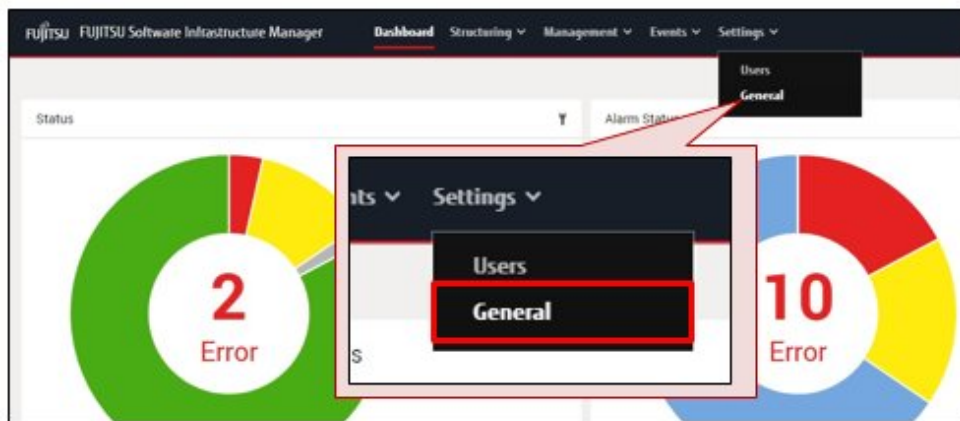 FUJITSU FUJITSU Software Infrastructure Manager Dashboard Structuring Management Events Settings
Users
General
Status
Alarm Status
nts Settings
Users
General
s
2
Error
10
Error